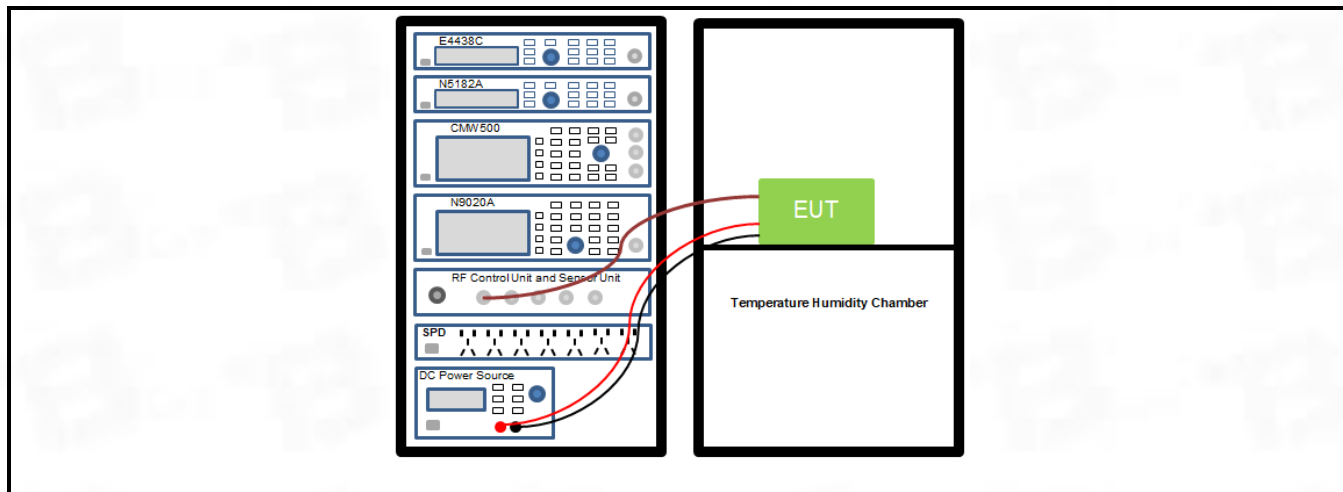 E4438C
N5182A
CMW500
N9020A
RF Control Unit and Sensor Unit
SPD
DC Power Source
EUT
Temperature Humidity Chamber